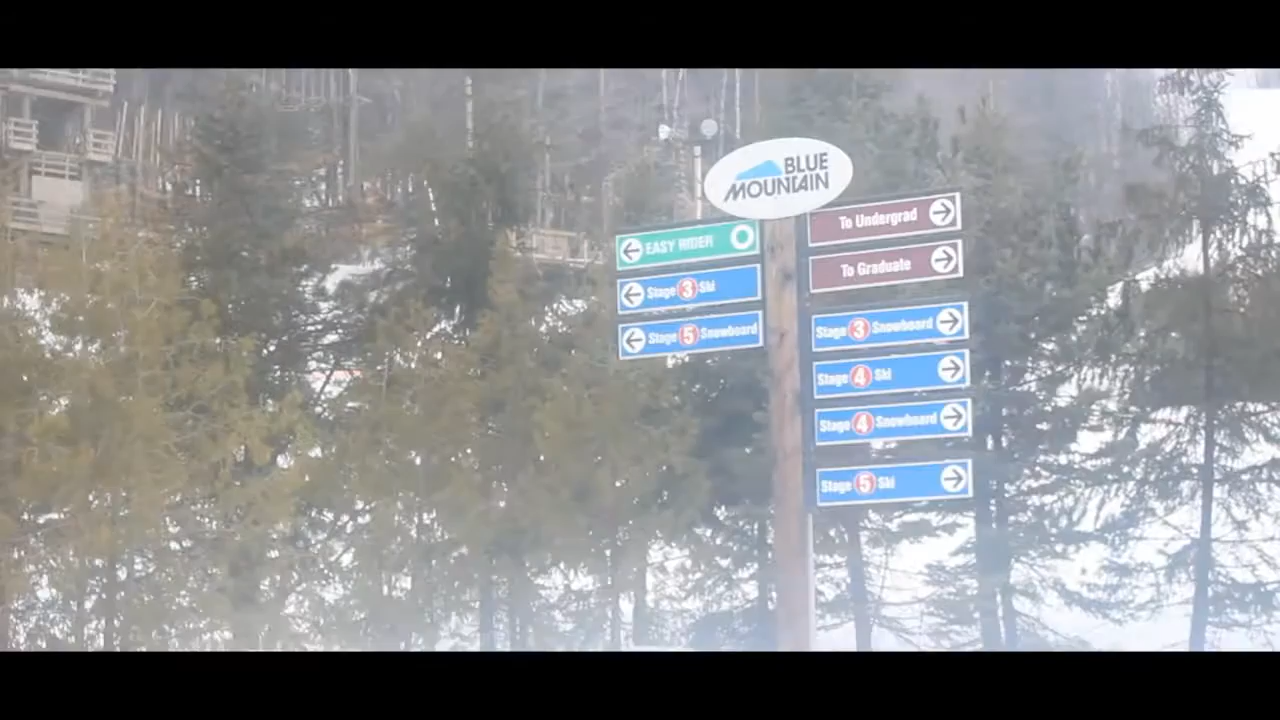 BLUE
MOUNTAIN
EASY RIDER
Stage 3 Ski
Stage 5 Snowboard
To Undergrad
To Graduate
Stage 3 Snowboard
Stage 4 Ski
Stage 4 Snowboard
Stage 5 Ski